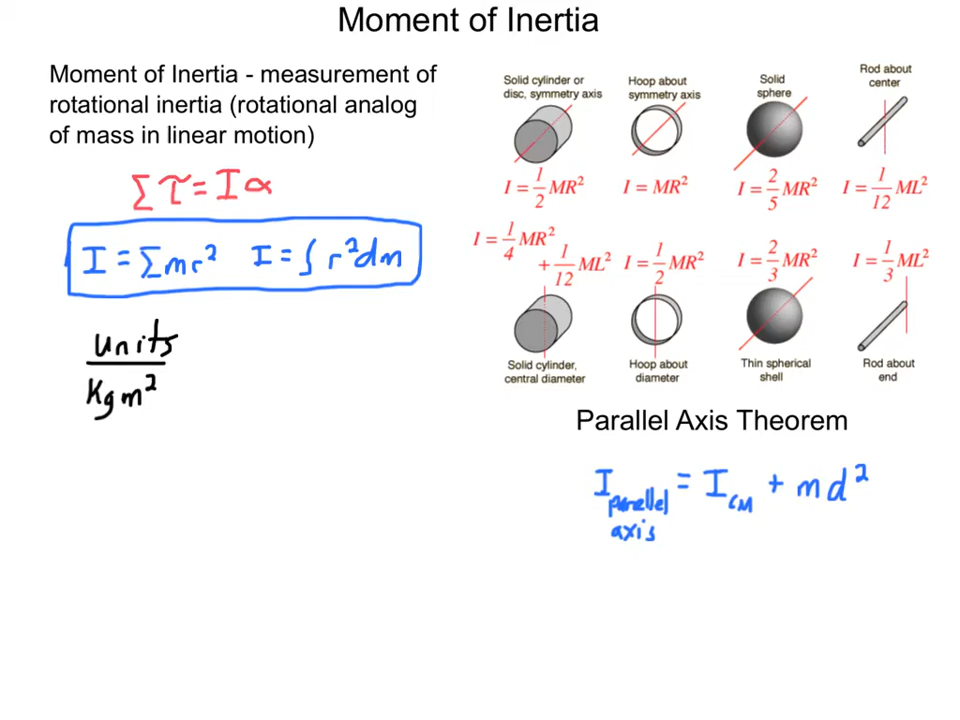 Moment of Inertia
Moment of Inertia - measurement of
rotational inertia (rotational analog
of mass in linear motion)
∑τ = Iα
I = ∑mr² I = ∫r²dm
units
Kgm²
Solid cylinder or
disc, symmetry axis
I = 1/2 MR²
Hoop about
symmetry axis
I = MR²
Solid
sphere
I = 2/5 MR²
Rod about
center
I = 1/12 ML²
I = 1/4 MR²
+ 1/12 ML²
Solid cylinder,
central diameter
I = 1/2 MR²
Hoop about
diameter
I = 2/3 MR²
Thin spherical
shell
I = 1/3 ML²
Rod about
end
Parallel Axis Theorem
I parallel axis = I CM + md²